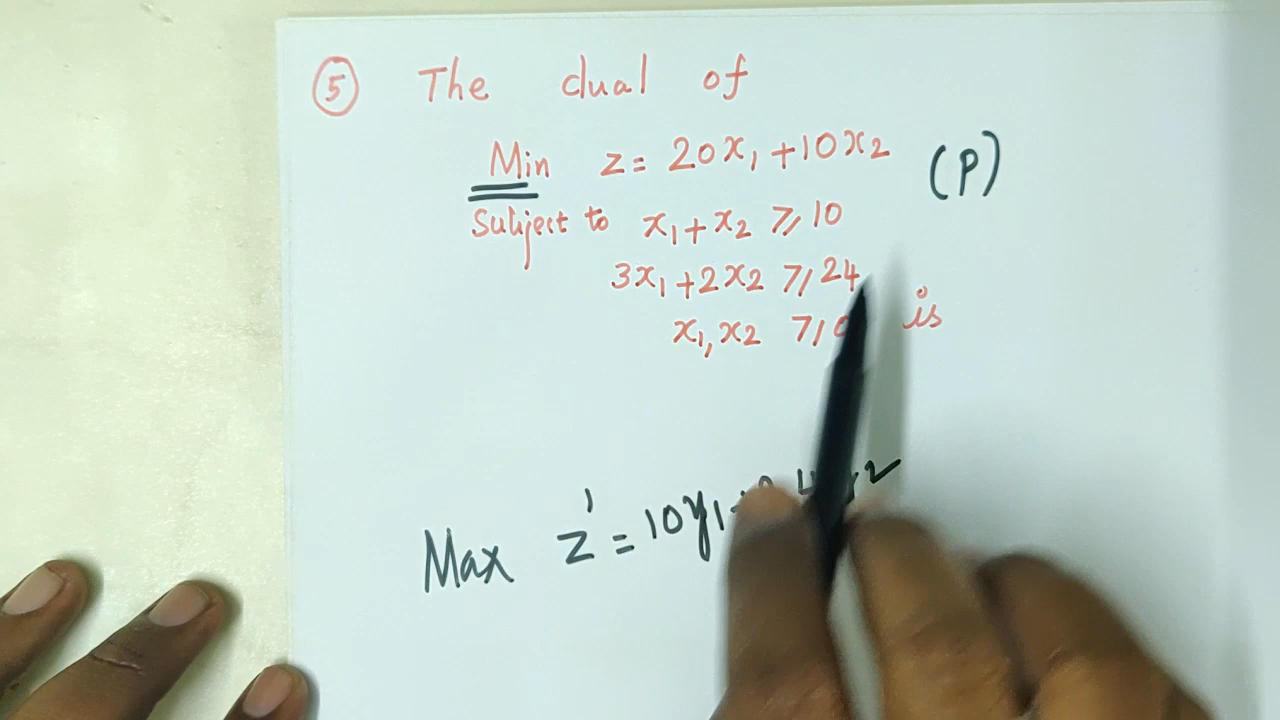 ⑤ The dual of
Min z = 20x₁ + 10x₂ (P)
Subject to x₁ + x₂ ≥ 10
3x₁ + 2x₂ ≥ 24
x₁, x₂ ≥ 0 is
Max z' = 10y₁ +